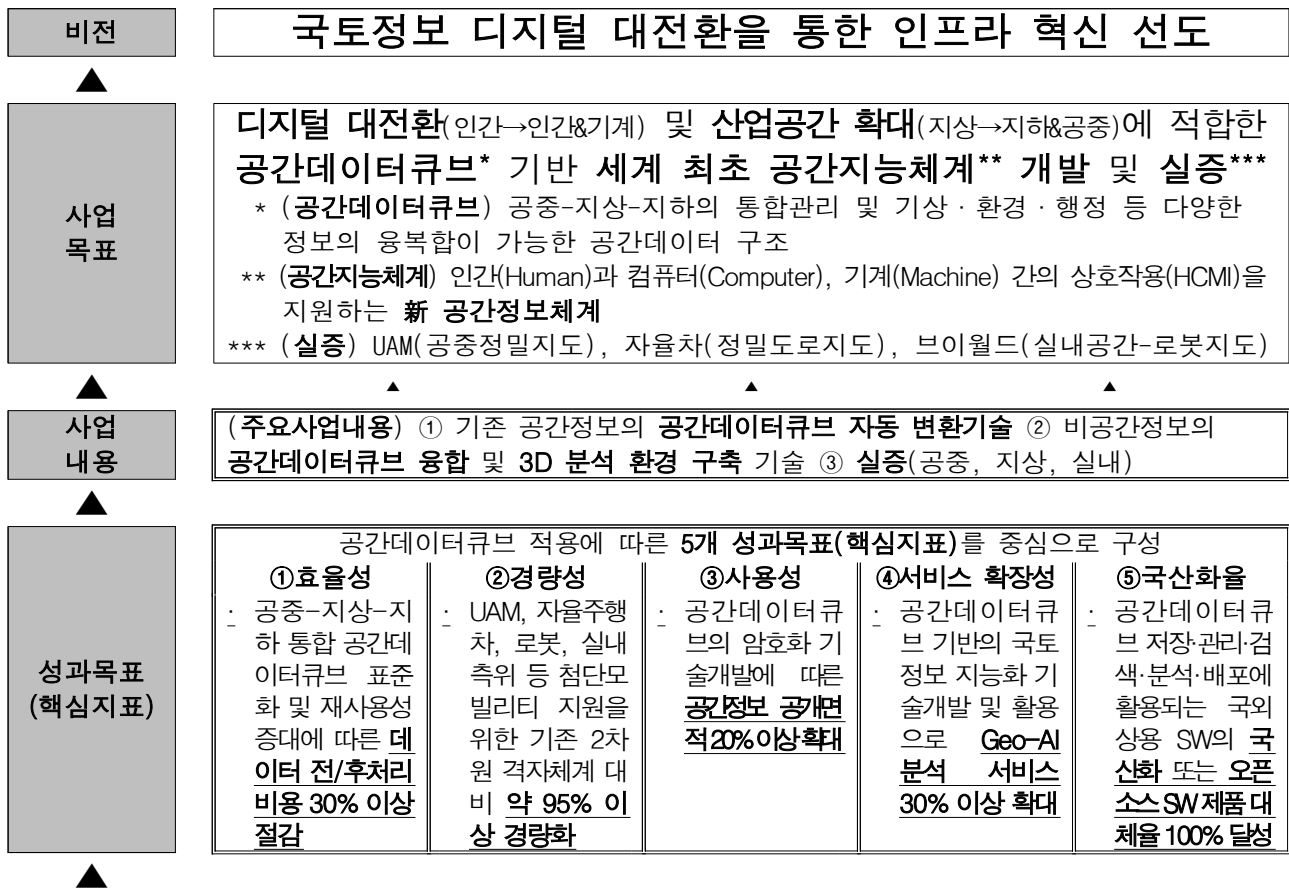 비전
국토정보 디지털 대전환을 통한 인프라 혁신 선도
▲
사업
목표
디지털 대전환(인간→인간&기계) 및 산업공간 확대(지상→지하&공중)에 적합한
공간데이터큐브* 기반 세계 최초 공간지능체계** 개발 및 실증***
* (공간데이터큐브) 공중-지상-지하의 통합관리 및 기상·환경·행정 등 다양한
정보의 융복합이 가능한 공간데이터 구조
** (공간지능체계) 인간(Human)과 컴퓨터(Computer), 기계(Machine) 간의 상호작용(HCMI)을
지원하는 新 공간정보체계
*** (실증) UAM(공중정밀지도), 자율차(정밀도로지도), 브이월드(실내공간-로봇지도)
▲ ▲ ▲ ▲
사업
내용
(주요사업내용) ① 기존 공간정보의 공간데이터큐브 자동 변환기술 ② 비공간정보의
공간데이터큐브 융합 및 3D 분석 환경 구축 기술 ③ 실증(공중, 지상, 실내)
▲
성과목표
(핵심지표)
공간데이터큐브 적용에 따른 5개 성과목표(핵심지표)를 중심으로 구성
①효율성
· 공중-지상-지
하 통합 공간데
이터큐브 표준
화 및 재사용성
증대에 따른 데
이터 전/후처리
비용 30% 이상
절감
②경량성
· UAM, 자율주행
차, 로봇, 실내
측위 등 첨단모
빌리티 지원을
위한 기존 2차
원 격자체계 대
비 약 95% 이
상 경량화
③사용성
· 공간데이터큐
브의 암호화 기
술개발에 따른
공간정보 공개면
적 20% 이상 확대
④서비스 확장성
· 공간데이터큐
브 기반의 국토
정보 지능화 기
술개발 및 활용
으로 Geo-AI
분석 서비스
30% 이상 확대
⑤국산화율
· 공간데이터큐
브 저장·관리·검
색·분석·배포에
활용되는 국외
상용 SW의 국
산화 또는 오픈
소스 SW 제품 대
체율 100% 달성
▲